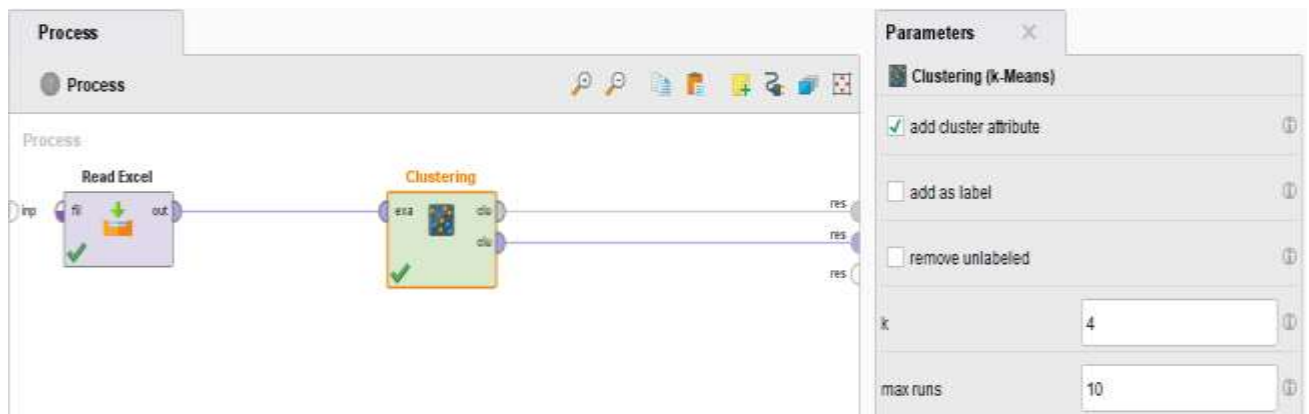 Process
Process
Process
Read Excel
inp
fil
out
Clustering
exa
clu
clu
res
res
res
Parameters
Clustering (k-Means)
add cluster attribute
add as label
remove unlabeled
k
4
max runs
10